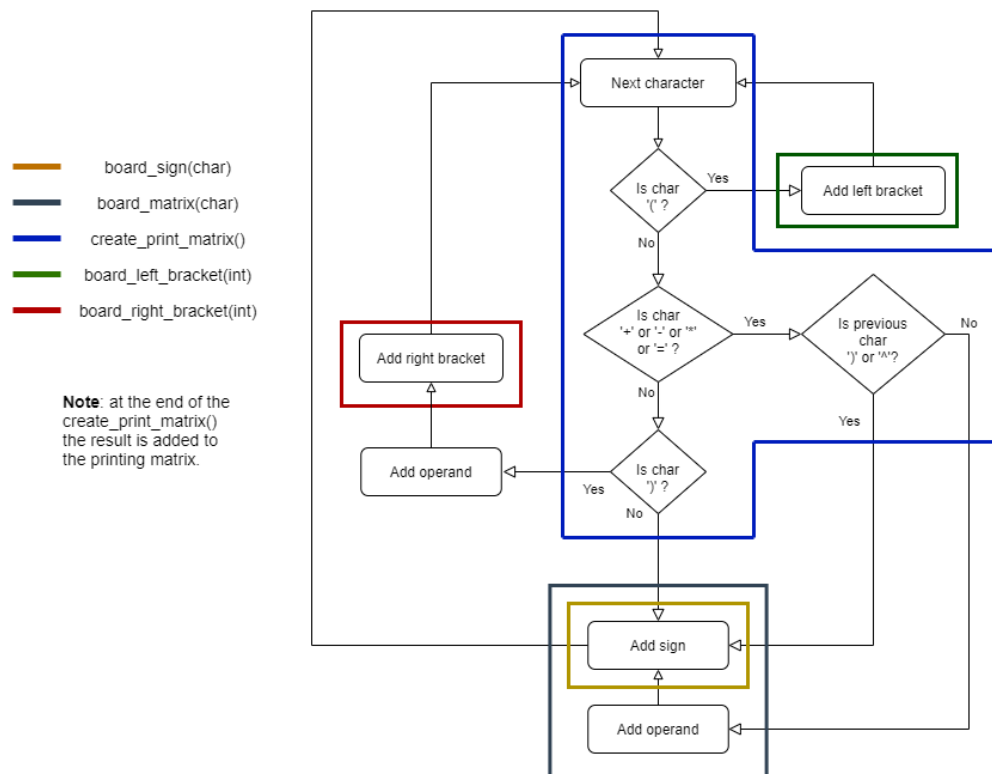 board_sign(char)
board_matrix(char)
create_print_matrix()
board_left_bracket(int)
board_right_bracket(int)
Note: at the end of the
create_print_matrix()
the result is added to
the printing matrix.
Next character
Is char
'(' ?
Yes
Add left bracket
No
Is char
'+' or '-' or '*'
or '=' ?
Yes
Is previous
char
')' or '^'?
No
Add right bracket
No
Yes
Add operand
Is char
')' ?
Yes
No
Add sign
Add operand